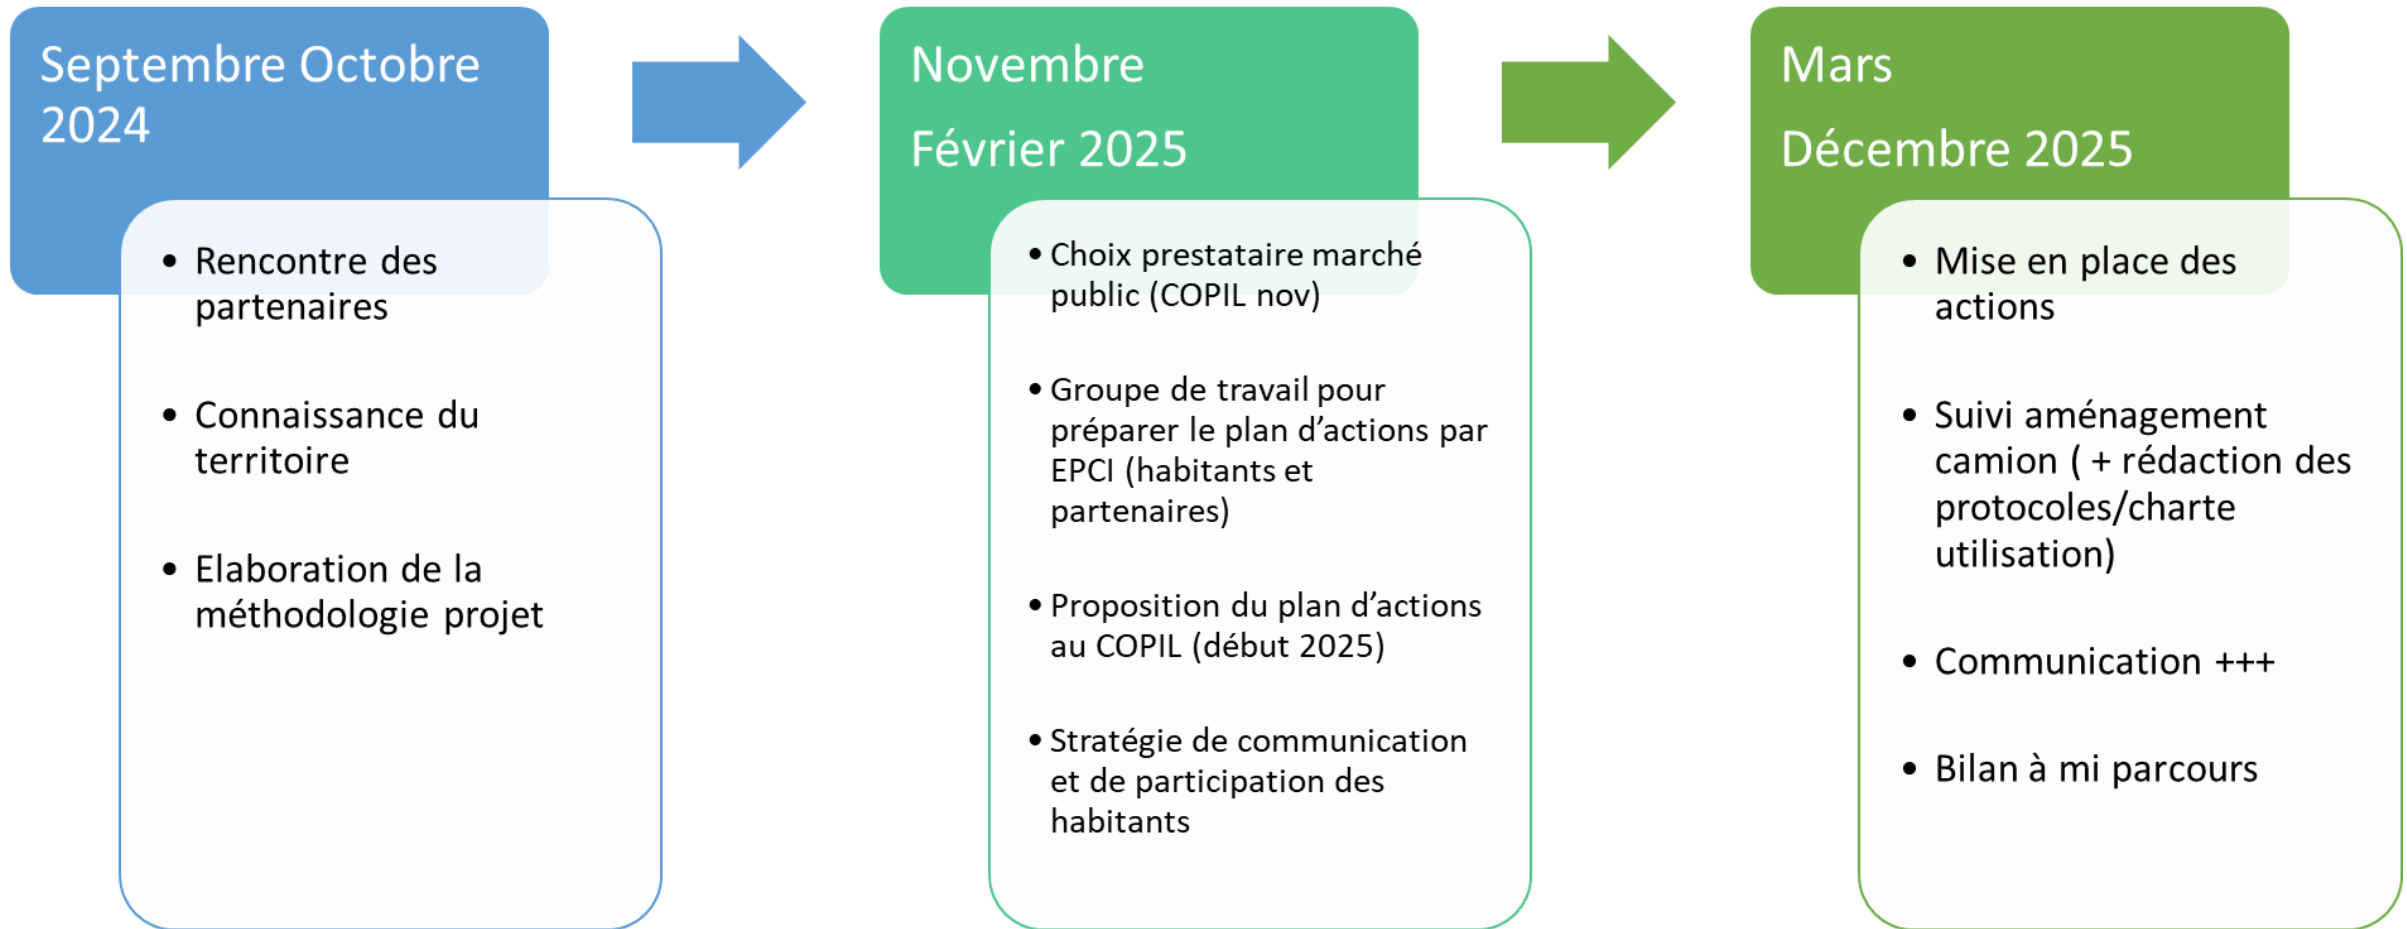 Septembre Octobre
2024
• Rencontre des
partenaires
• Connaissance du
territoire
• Elaboration de la
méthodologie projet
Novembre
Février 2025
• Choix prestataire marché
public (COPIL nov)
• Groupe de travail pour
préparer le plan d’actions par
EPCI (habitants et
partenaires)
• Proposition du plan d’actions
au COPIL (début 2025)
• Stratégie de communication
et de participation des
habitants
Mars
Décembre 2025
• Mise en place des
actions
• Suivi aménagement
camion ( + rédaction des
protocoles/charte
utilisation)
• Communication +++
• Bilan à mi parcours